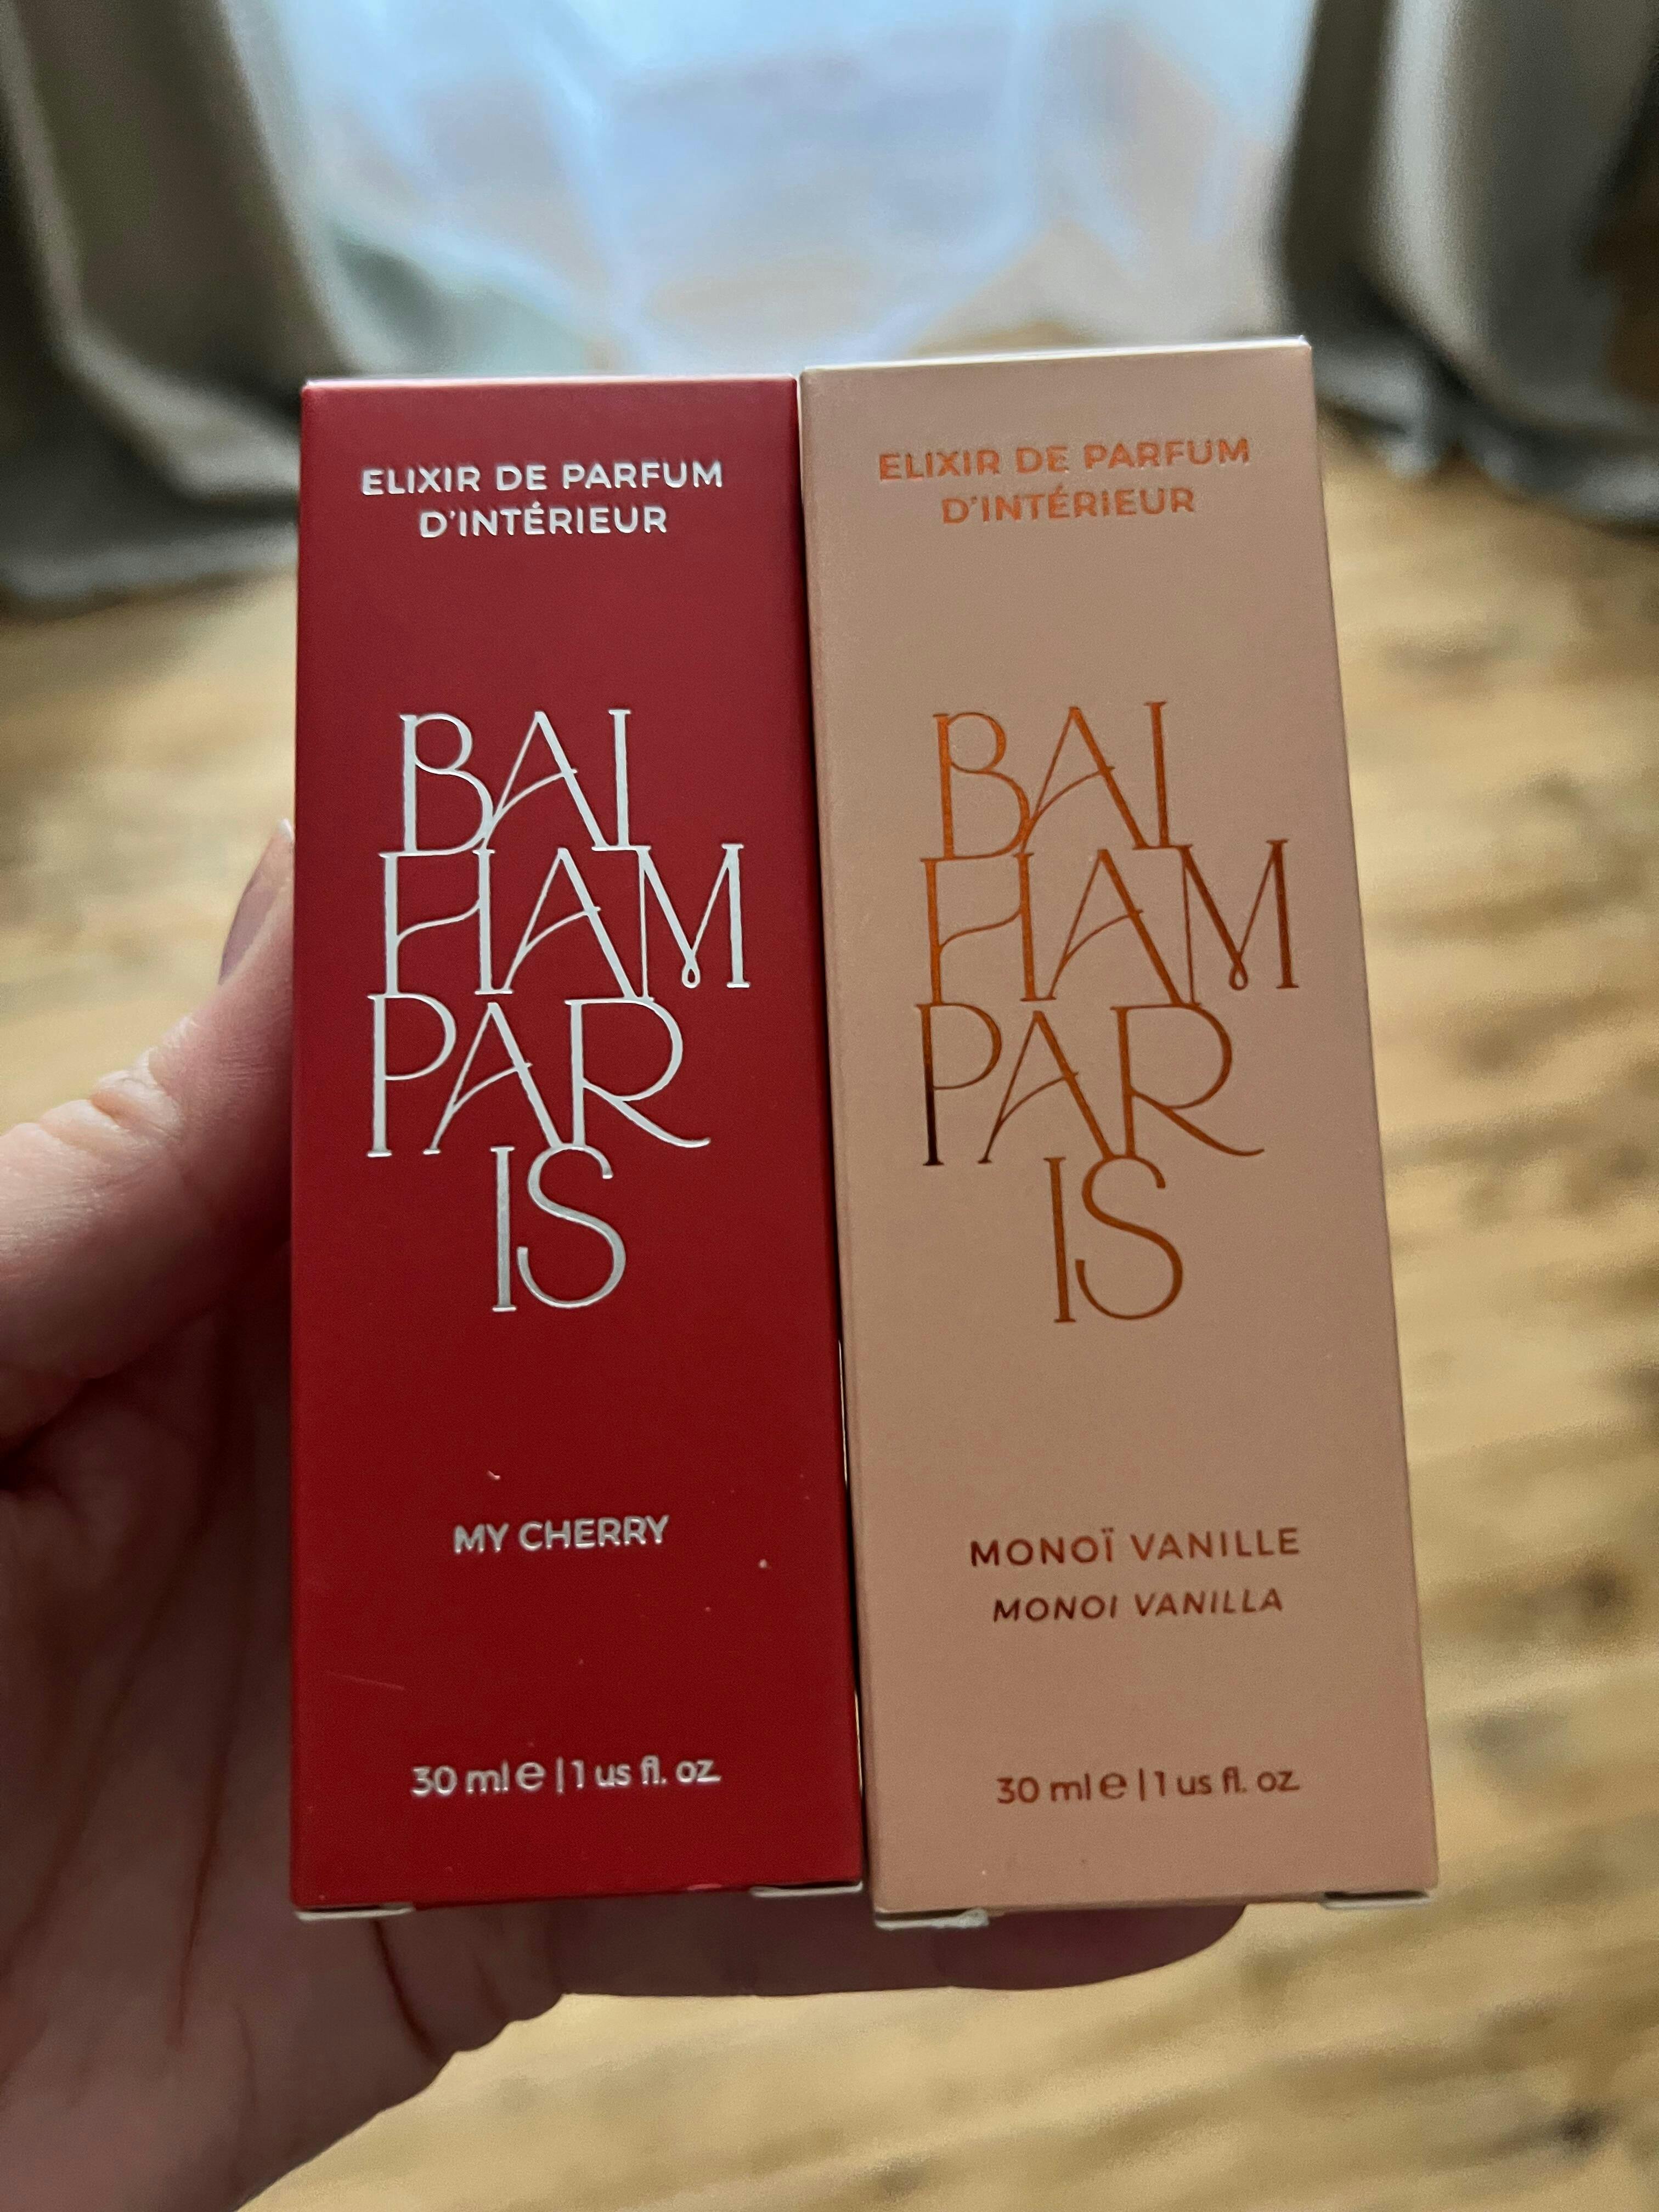 ELIXIR DE PARFUM
D'INTÉRIEUR
BAI
HAM
PAR
IS
MY CHERRY
30 ml e | 1 us fl. oz
ELIXIR DE PARFUM
D'INTÉRIEUR
BAI
HAM
PAR
IS
MONOÏ VANILLE
MONOI VANILLA
30 ml e | 1 us fl. oz